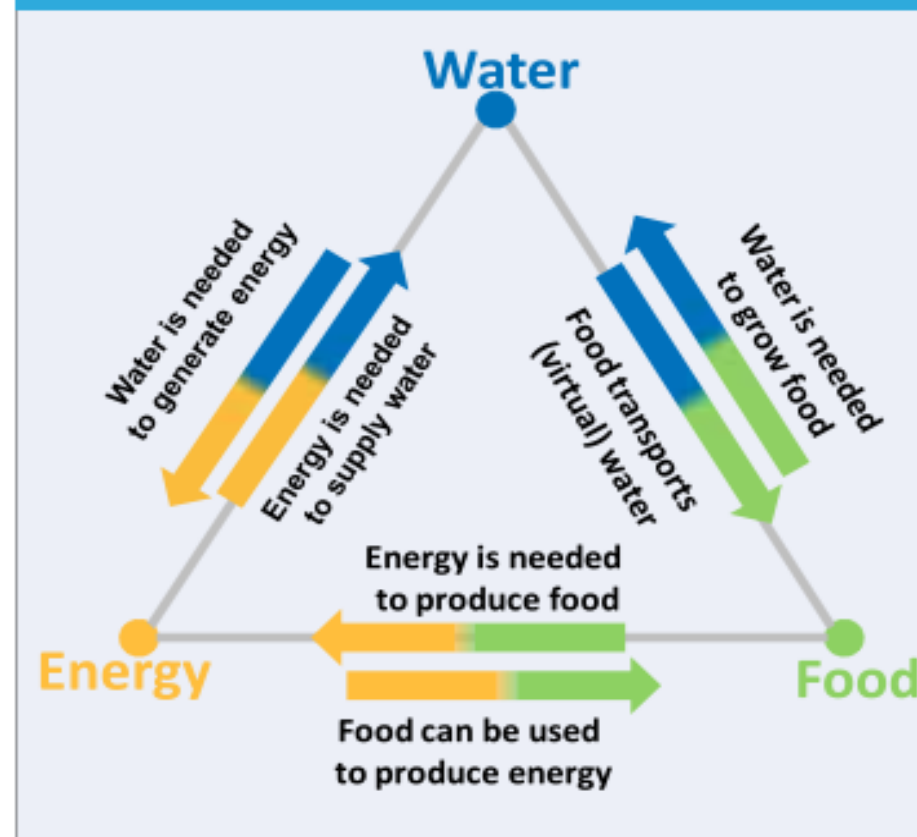 Water
Water is needed
to generate energy
Energy is needed
to supply water
Food transports
(virtual) water
Water is needed
to grow food
Energy is needed
to produce food
Energy
Food
Food can be used
to produce energy